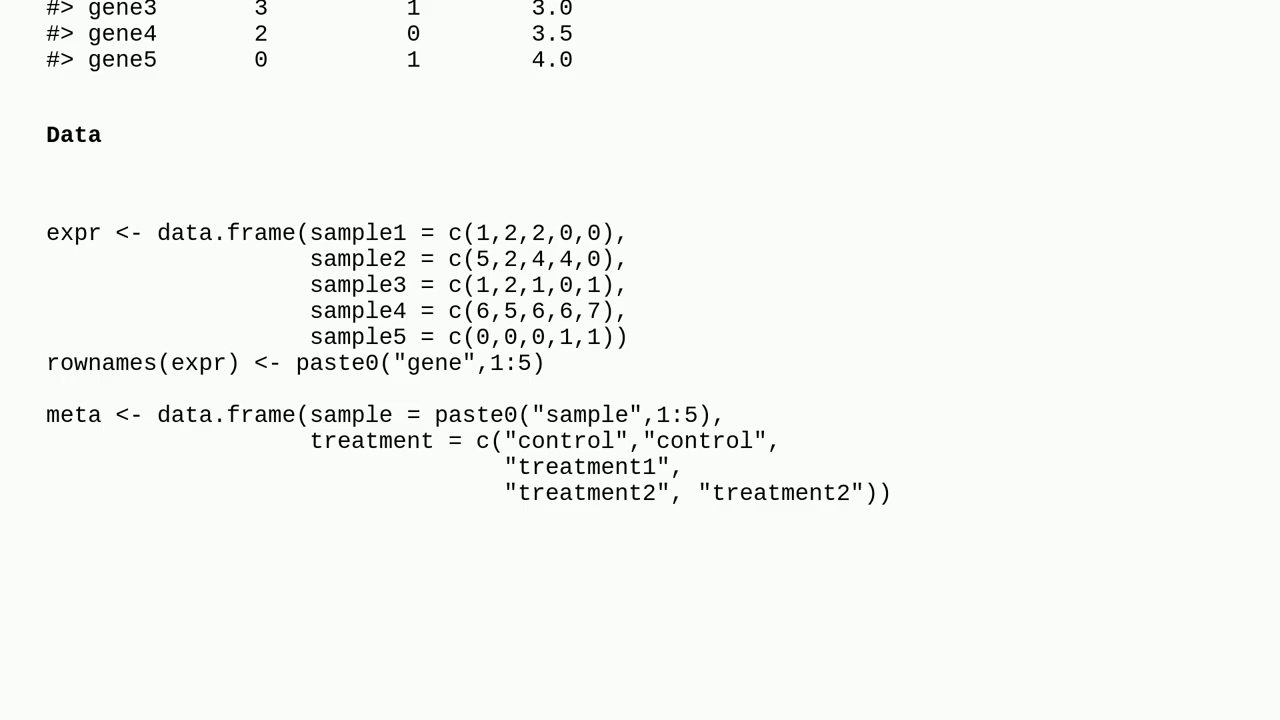 #> gene3       3          1        3.0
#> gene4       2          0        3.5
#> gene5       0          1        4.0
Data
expr <- data.frame(sample1 = c(1,2,2,0,0),
                   sample2 = c(5,2,4,4,0),
                   sample3 = c(1,2,1,0,1),
                   sample4 = c(6,5,6,6,7),
                   sample5 = c(0,0,0,1,1))
rownames(expr) <- paste0("gene",1:5)
meta <- data.frame(sample = paste0("sample",1:5),
                   treatment = c("control","control",
                                 "treatment1",
                                 "treatment2", "treatment2"))